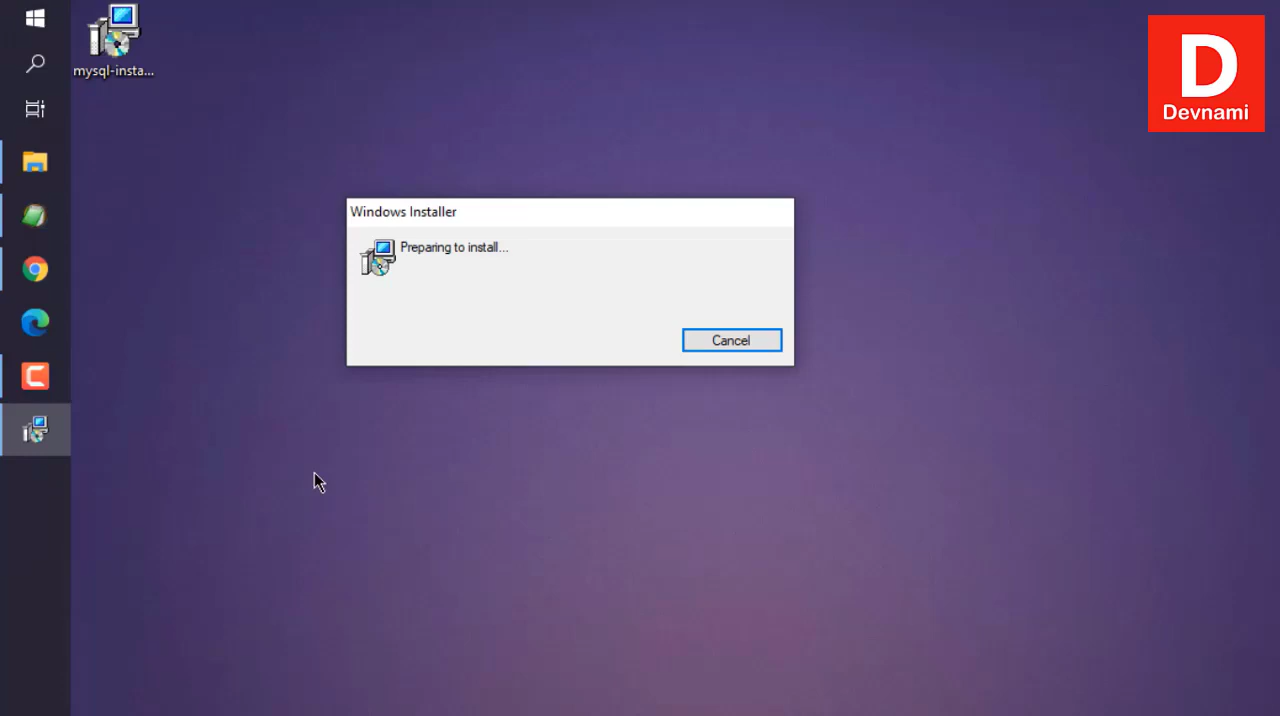 mysql-insta...
D
Devnami
Windows Installer
Preparing to install...
Cancel